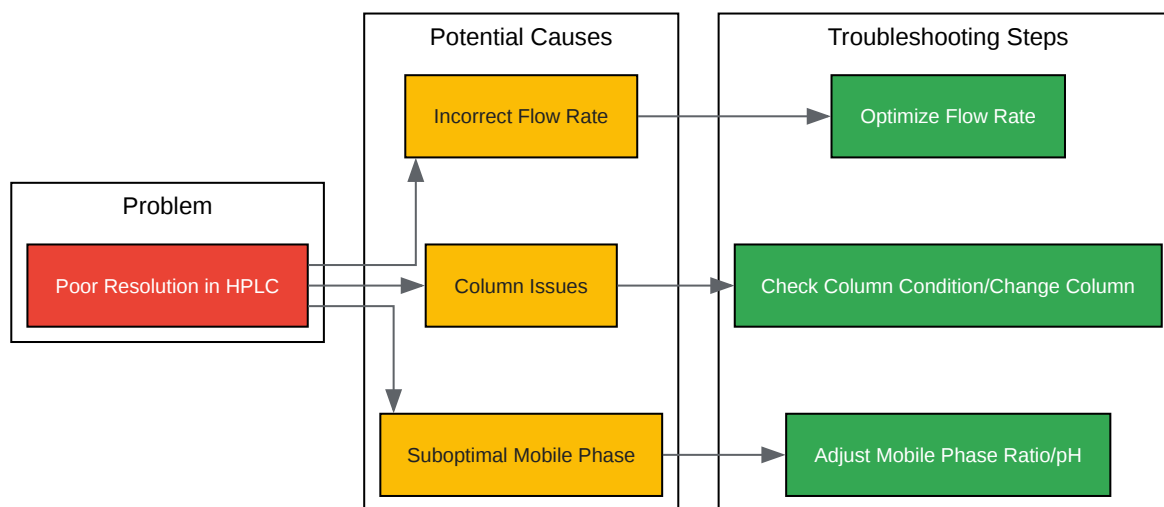 Problem
Poor Resolution in HPLC
Potential Causes
Incorrect Flow Rate
Column Issues
Suboptimal Mobile Phase
Troubleshooting Steps
Optimize Flow Rate
Check Column Condition/Change Column
Adjust Mobile Phase Ratio/pH